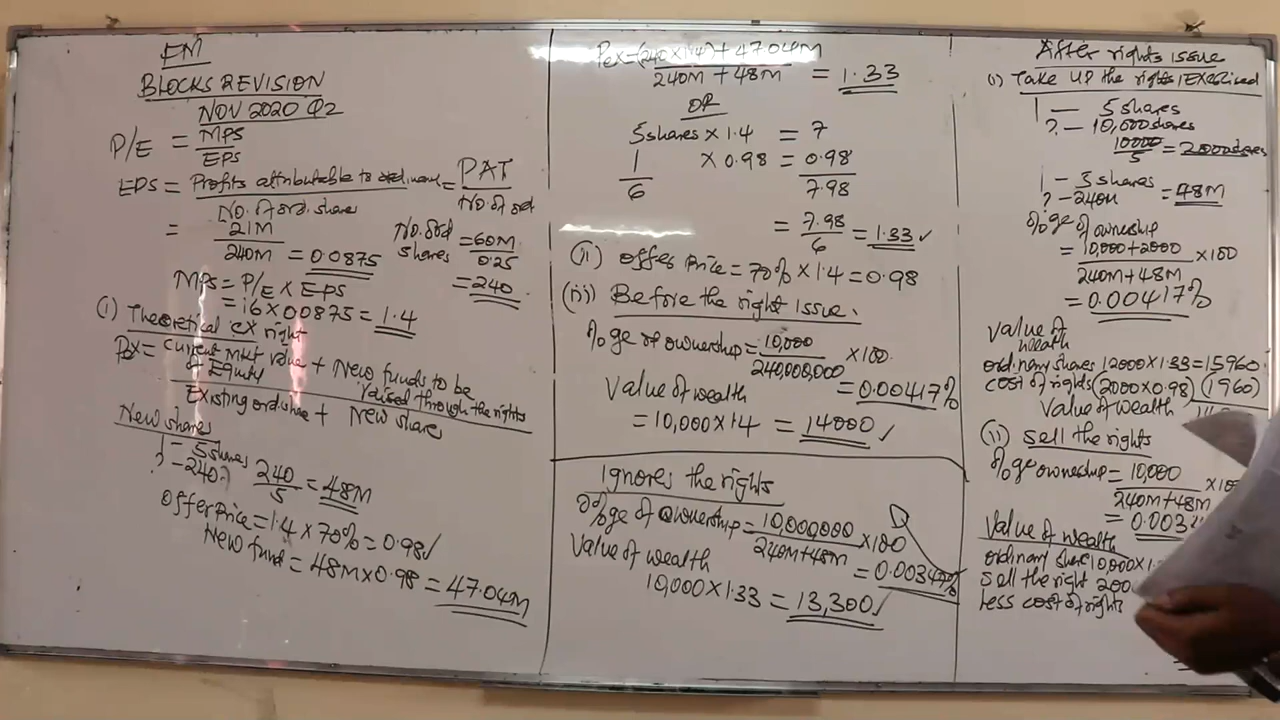 FM
BLOCKS REVISION
NOV 2020 Q2
P/E = MPS
EPS
EPS = Profits attributable to ordinary = PAT
No. of ord. share No. of ord
= 21M
240M = 0.0875
No. of ord shares = 60M
0.25
= 240
MPS = P/E X EPS
= 16 X 0.0875 = 1.4
(i) Theoretical ex right
Pex = Current mkt value of Equity + New funds to be raised through the rights
Existing ord. share + New share
New shares
1 — 5 shares
? — 240?
240
5 = 48M
Offer Price = 1.4 x 70% = 0.98 ✓
New fund = 48M x 0.98 = 47.04M
Pex = (240 x 1.4) + 47.04M
240M + 48M = 1.33
OR
5 shares x 1.4 = 7
1 x 0.98 = 0.98
6 7.98
= 7.98
6 = 1.33 ✓
(ii) Offer Price = 70% x 1.4 = 0.98
(iii) Before the right issue.
%ge of ownership = 10,000 x 100
240,000,000
= 0.00417%
Value of wealth
= 10,000 x 1.4 = 14000 ✓
Ignores the rights
%ge of ownership = 10,000,000 x 100
240M + 48M
= 0.00347%
Value of wealth
10,000 x 1.33 = 13,300 ✓
After rights issue
(i) Take up the rights / Exercised
1 — 5 shares
? — 10,000 shares
10000
5 = 2000 shares
1 — 5 shares
? — 240M = 48M
%ge of ownership
= 10,000 + 2000 x 100
240M + 48M
= 0.00417%
Value of wealth
ordinary shares 12000 x 1.33 = 15960
cost of rights (2000 x 0.98) (1960)
Value of wealth
(ii) Sell the rights
%ge ownership = 10,000 x 100
240M + 48M
= 0.0034
Value of wealth
ordinary share 10,000 x 1.
Sell the right 200
less cost of rights